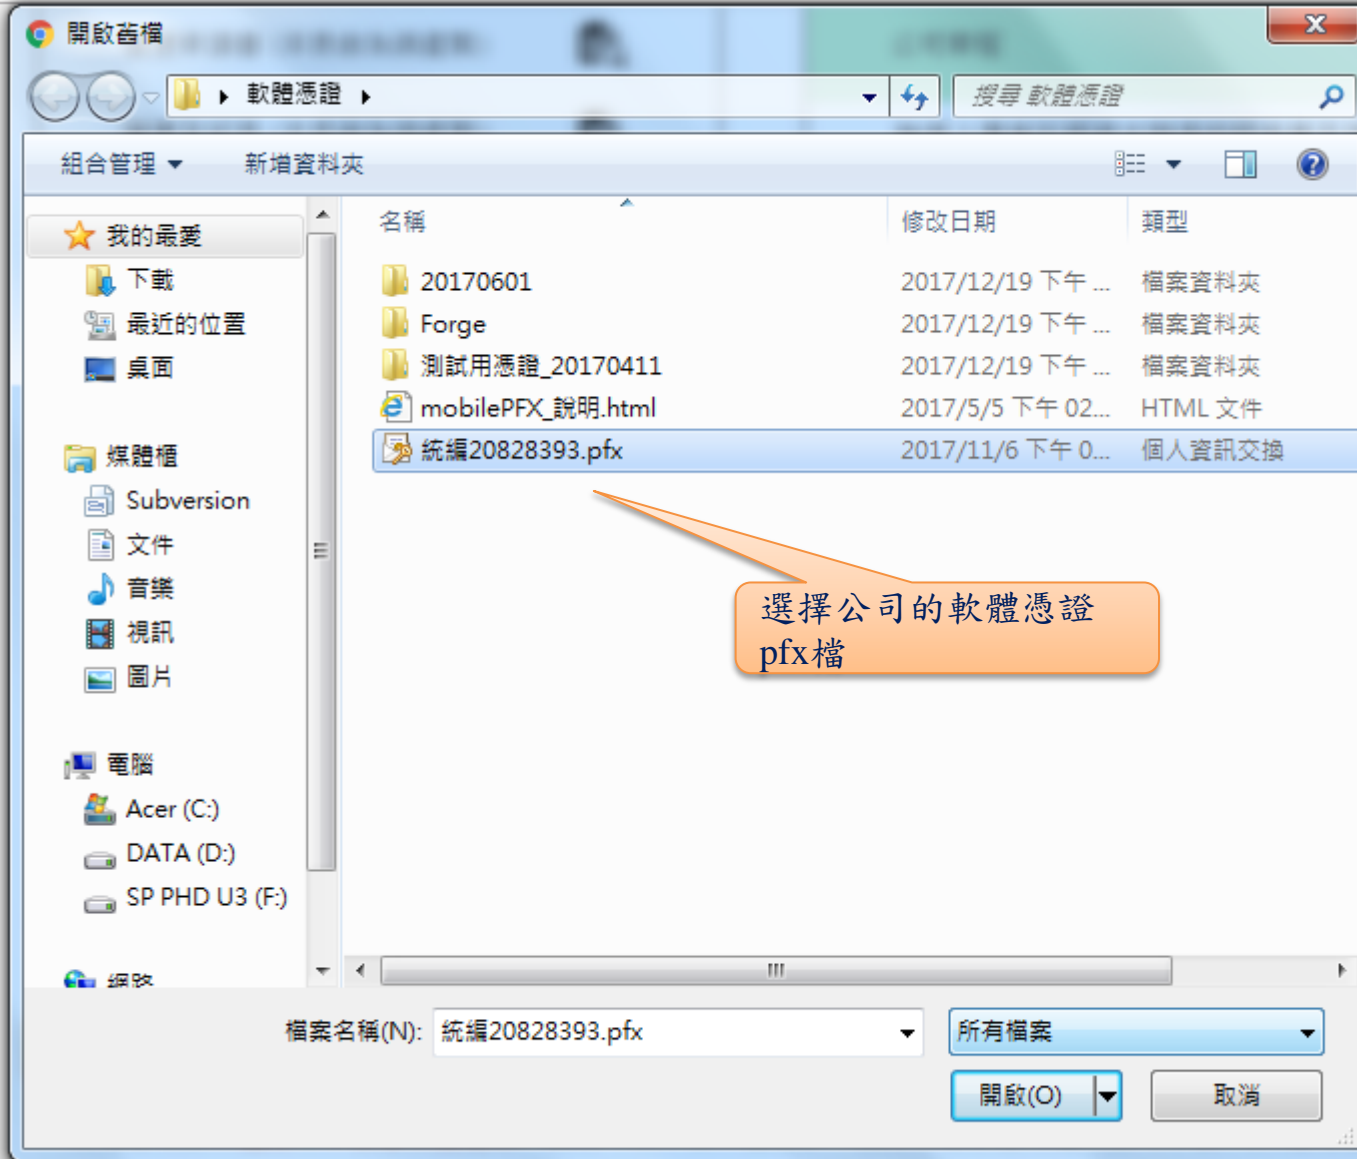 開啟舊檔
軟體憑證
搜尋 軟體憑證
組合管理
新增資料夾
名稱 修改日期 類型
我的最愛
下載
最近的位置
桌面
媒體櫃
Subversion
文件
音樂
視訊
圖片
電腦
Acer (C:)
DATA (D:)
SP PHD U3 (F:)
網路
20170601 2017/12/19 下午 ... 檔案資料夾
Forge 2017/12/19 下午 ... 檔案資料夾
測試用憑證_20170411 2017/12/19 下午 ... 檔案資料夾
mobilePFX_說明.html 2017/5/5 下午 02... HTML 文件
統編20828393.pfx 2017/11/6 下午 0... 個人資訊交換
選擇公司的軟體憑證
pfx檔
檔案名稱(N): 統編20828393.pfx 所有檔案
開啟(O) 取消